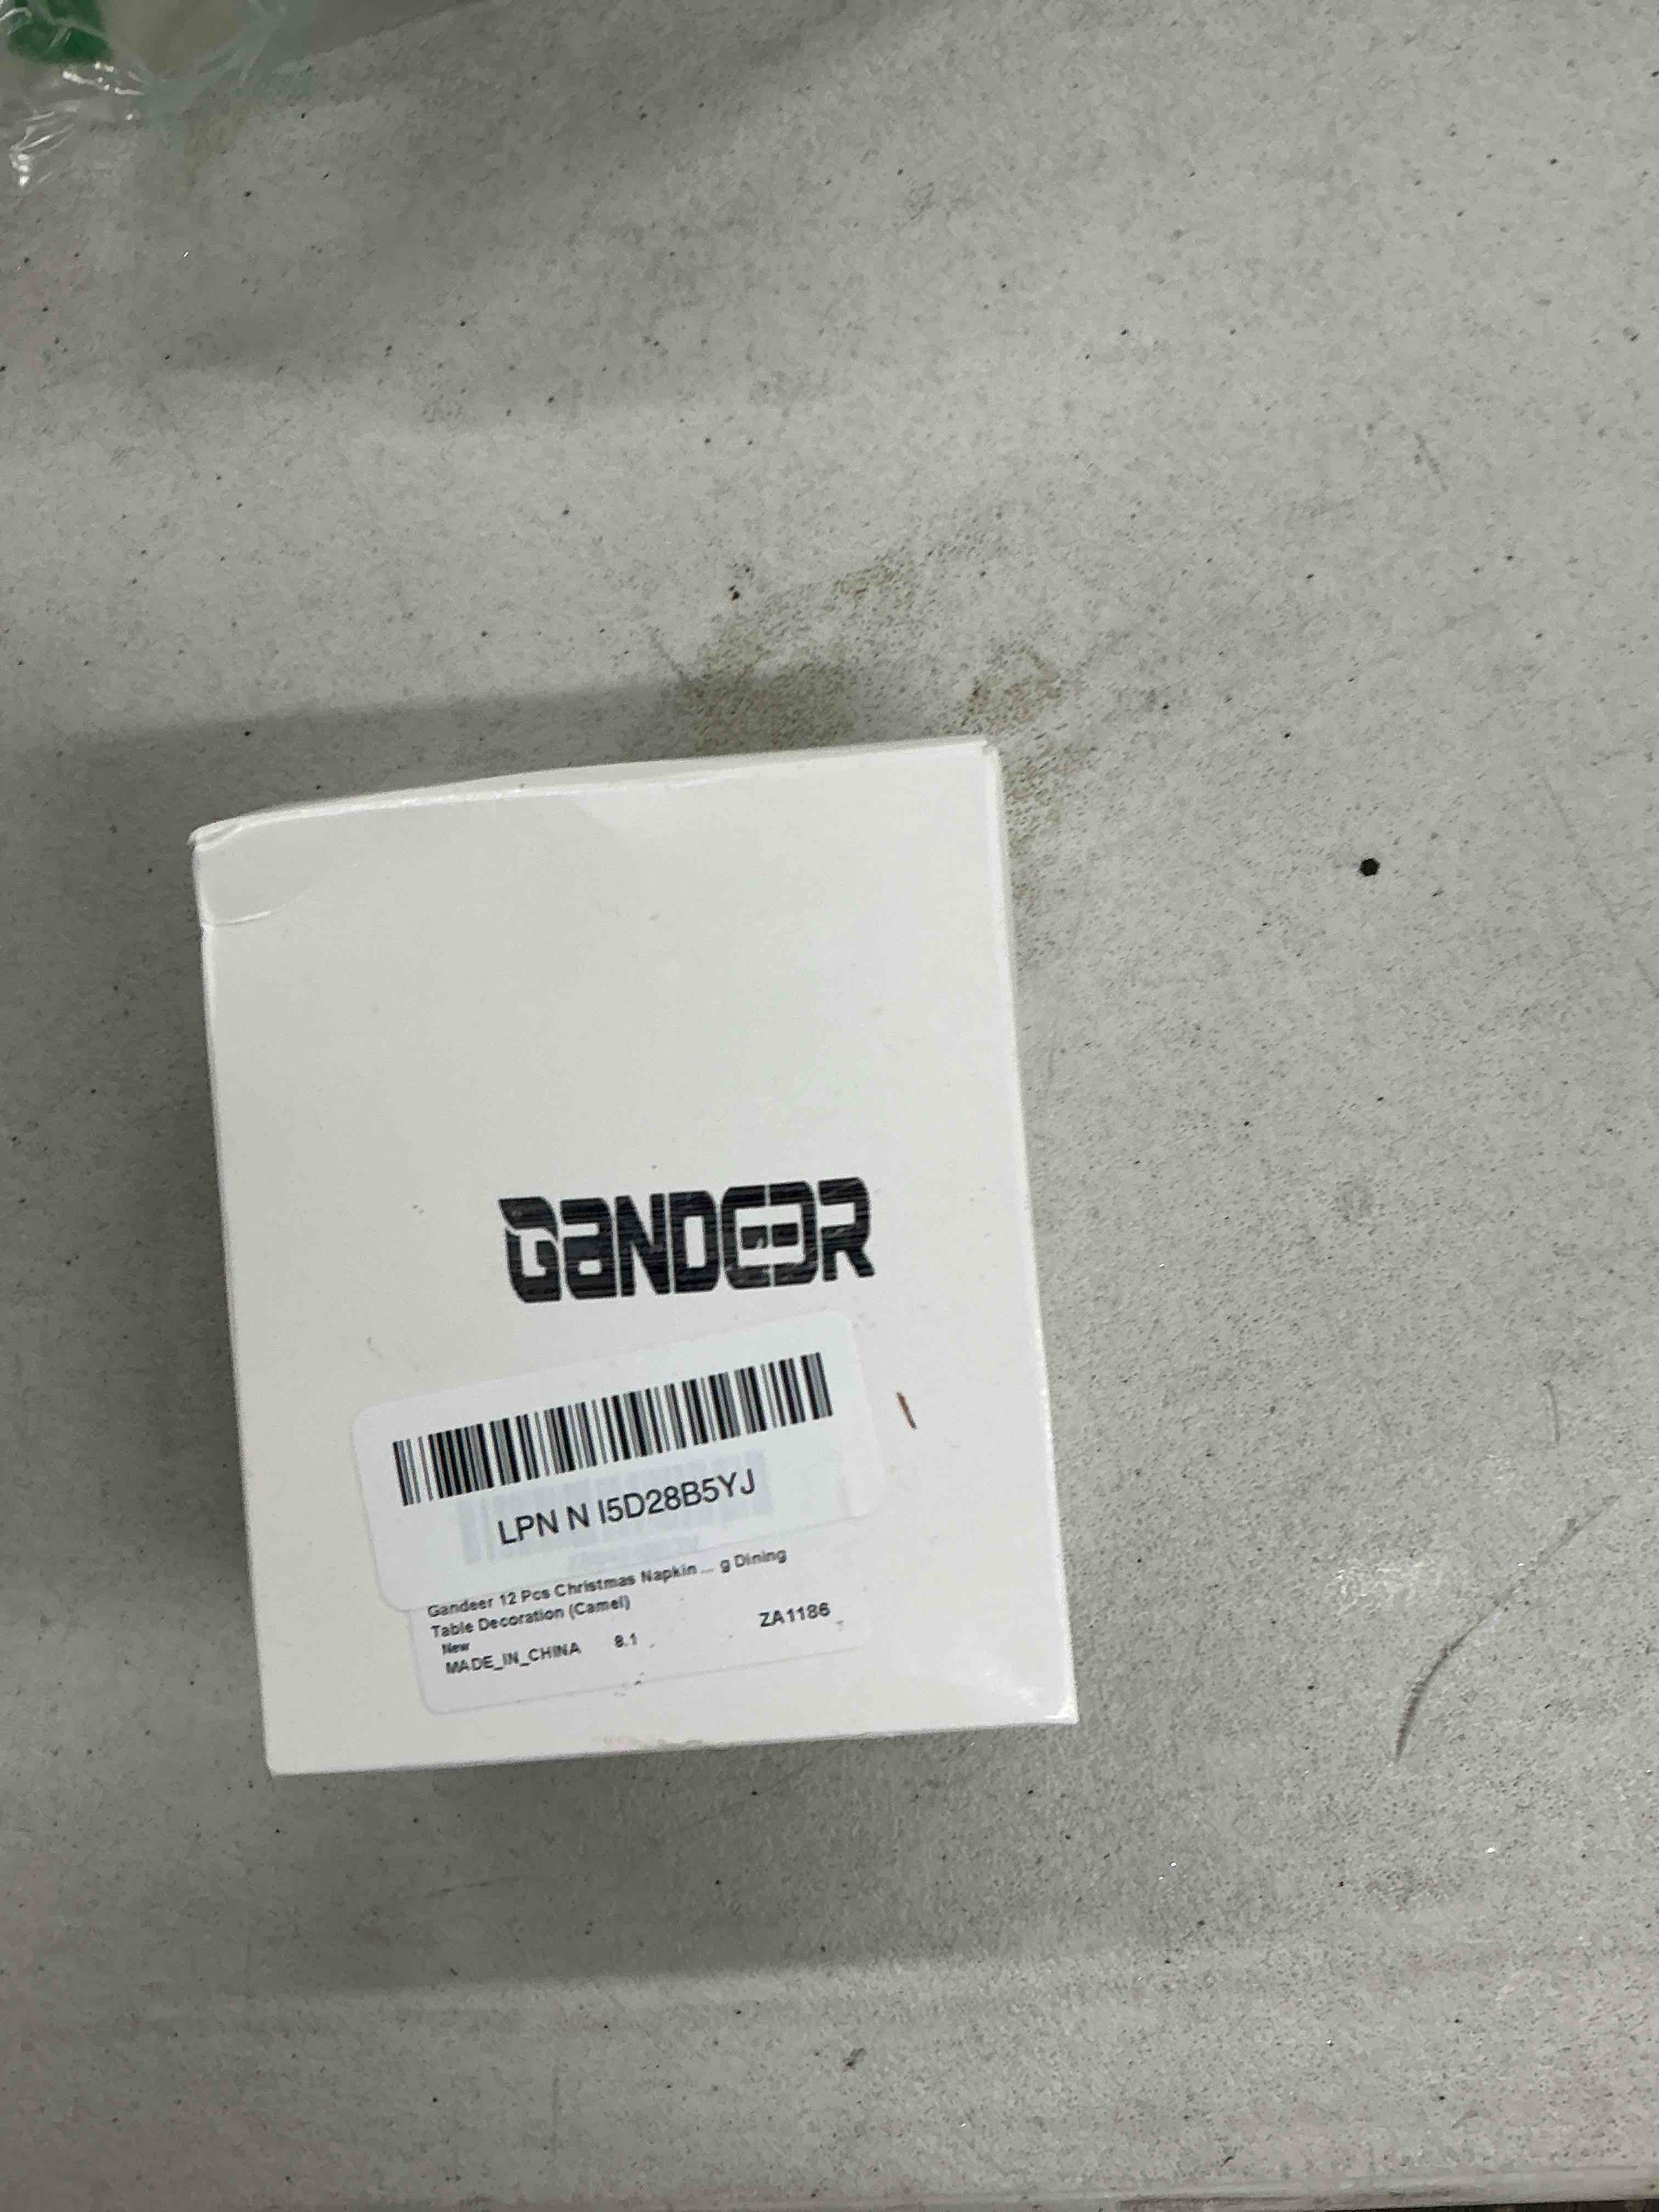 GANDEER
LPN N I5D28B5YJ
Gandeer 12 Pcs Christmas Napkin ... g Dining
Table Decoration (Camel)
New
MADE_IN_CHINA 8.1 ZA1186